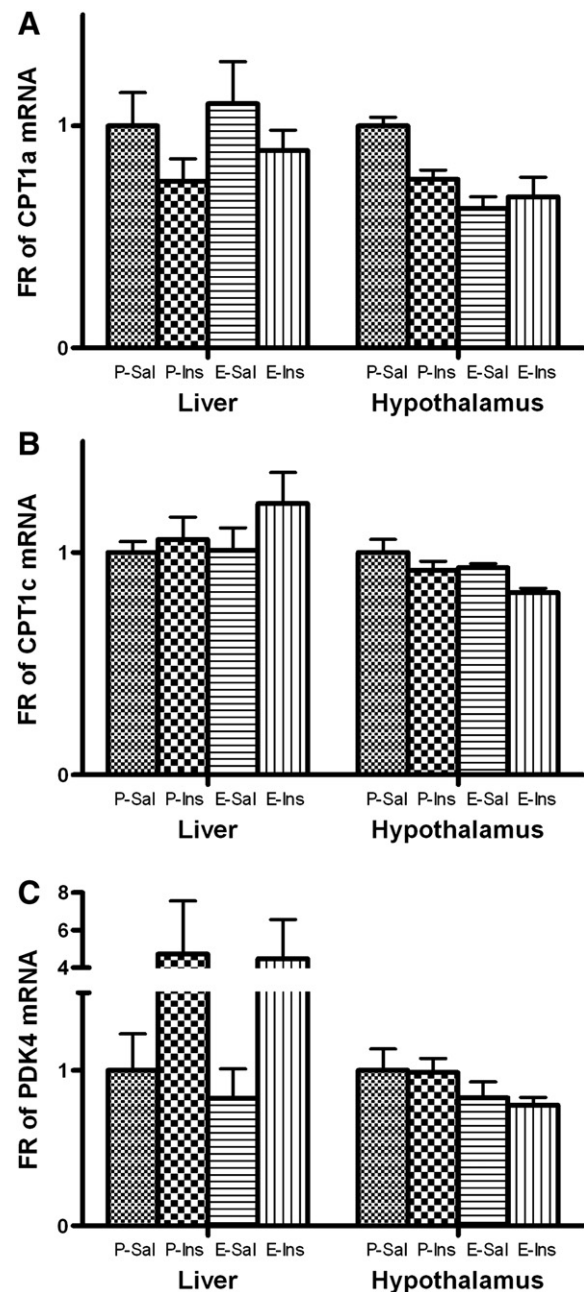 A
FR of CPT1a mRNA
1
0
P-Sal P-Ins E-Sal E-Ins P-Sal P-Ins E-Sal E-Ins
Liver Hypothalamus
B
FR of CPT1c mRNA
1
0
P-Sal P-Ins E-Sal E-Ins P-Sal P-Ins E-Sal E-Ins
Liver Hypothalamus
C
FR of PDK4 mRNA
8
6
4
1
0
P-Sal P-Ins E-Sal E-Ins P-Sal P-Ins E-Sal E-Ins
Liver Hypothalamus